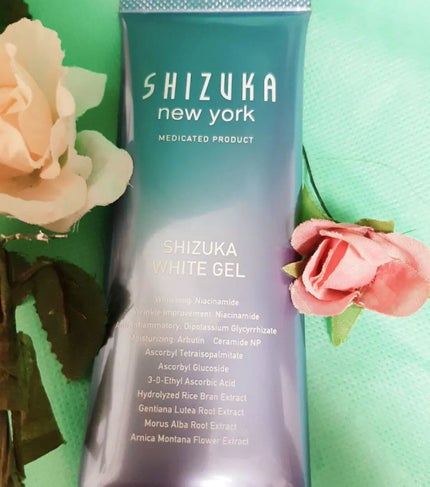 SHIZUKA
new york
MEDICATED PRODUCT
SHIZUKA
WHITE GEL
Whitening: Niacinamide
Wrinkle Improvement: Niacinamide
Anti-inflammatory: Dipotassium Glycyrrhizate
Moisturizing: Arbutin Ceramide NP
Ascorbyl Tetraisopalmitate
Ascorbyl Glucoside
3-O-Ethyl Ascorbic Acid
Hydrolyzed Rice Bran Extract
Gentiana Lutea Root Extract
Morus Alba Root Extract
Arnica Montana Flower Extract